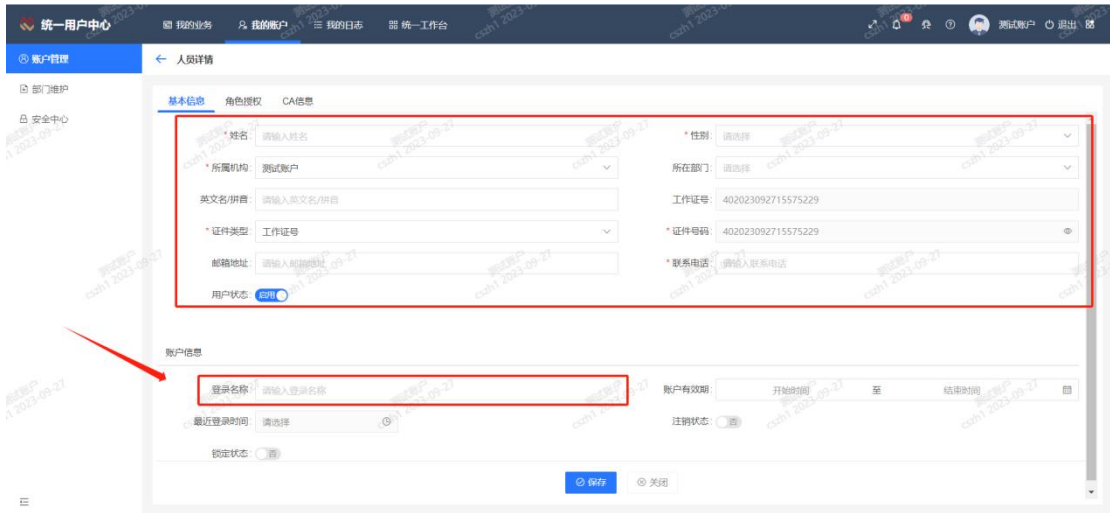 统一用户中心 我的业务 我的账户 我的日志 统一工作台 测试账户 退出
账户管理
部门维护
安全中心
← 人员详情
基本信息 角色授权 CA信息
* 姓名: 请输入姓名 * 性别: 请选择
* 所属机构: 测试账户 所在部门: 请选择
英文名/拼音: 请输入英文名/拼音 工作证号: 402023092715575229
* 证件类型: 工作证号 * 证件号码: 402023092715575229
邮箱地址: 请输入邮箱地址 * 联系电话: 请输入联系电话
用户状态: 启用
账户信息
登录名称: 请输入登录名称 账户有效期: 开始时间 至 结束时间
最近登录时间: 请选择 注销状态: 否
锁定状态: 否
保存 关闭
测试账户
cszh1 2023-09-27